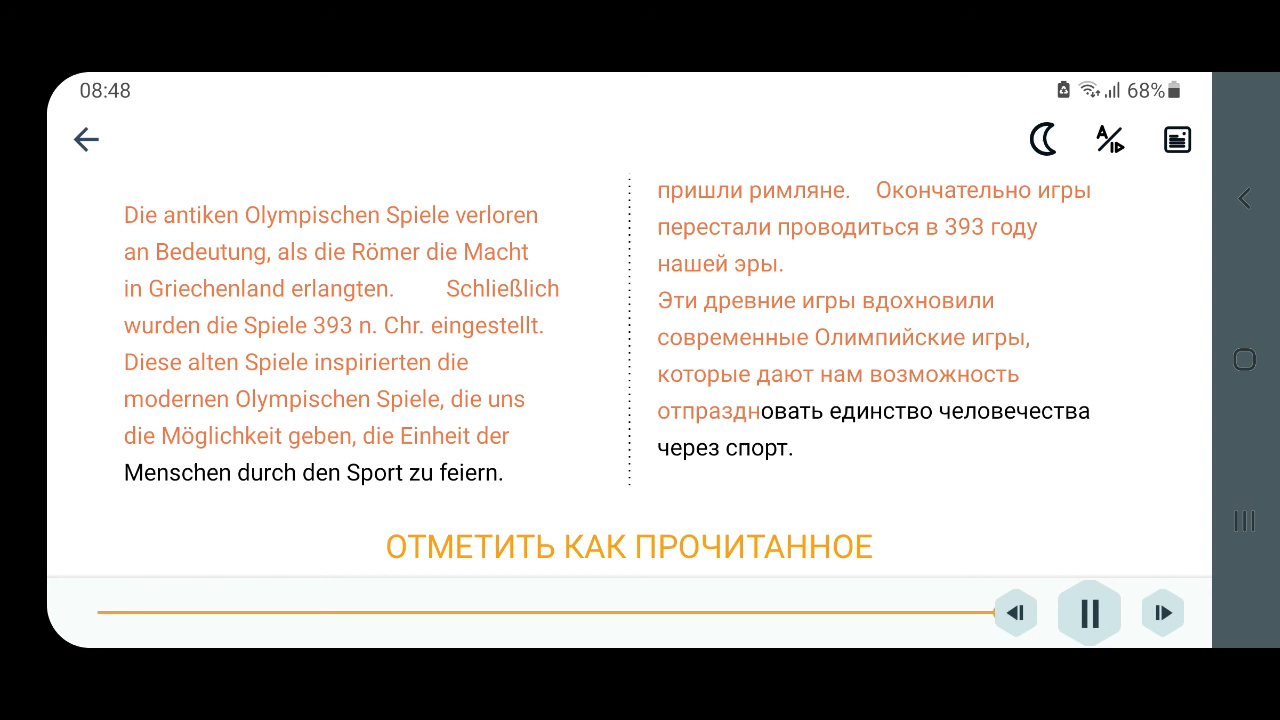 08:48
68%
Die antiken Olympischen Spiele verloren
an Bedeutung, als die Römer die Macht
in Griechenland erlangten. Schließlich
wurden die Spiele 393 n. Chr. eingestellt.
Diese alten Spiele inspirierten die
modernen Olympischen Spiele, die uns
die Möglichkeit geben, die Einheit der
Menschen durch den Sport zu feiern.
пришли римляне. Окончательно игры
перестали проводиться в 393 году
нашей эры.
Эти древние игры вдохновили
современные Олимпийские игры,
которые дают нам возможность
отпраздновать единство человечества
через спорт.
ОТМЕТИТЬ КАК ПРОЧИТАННОЕ